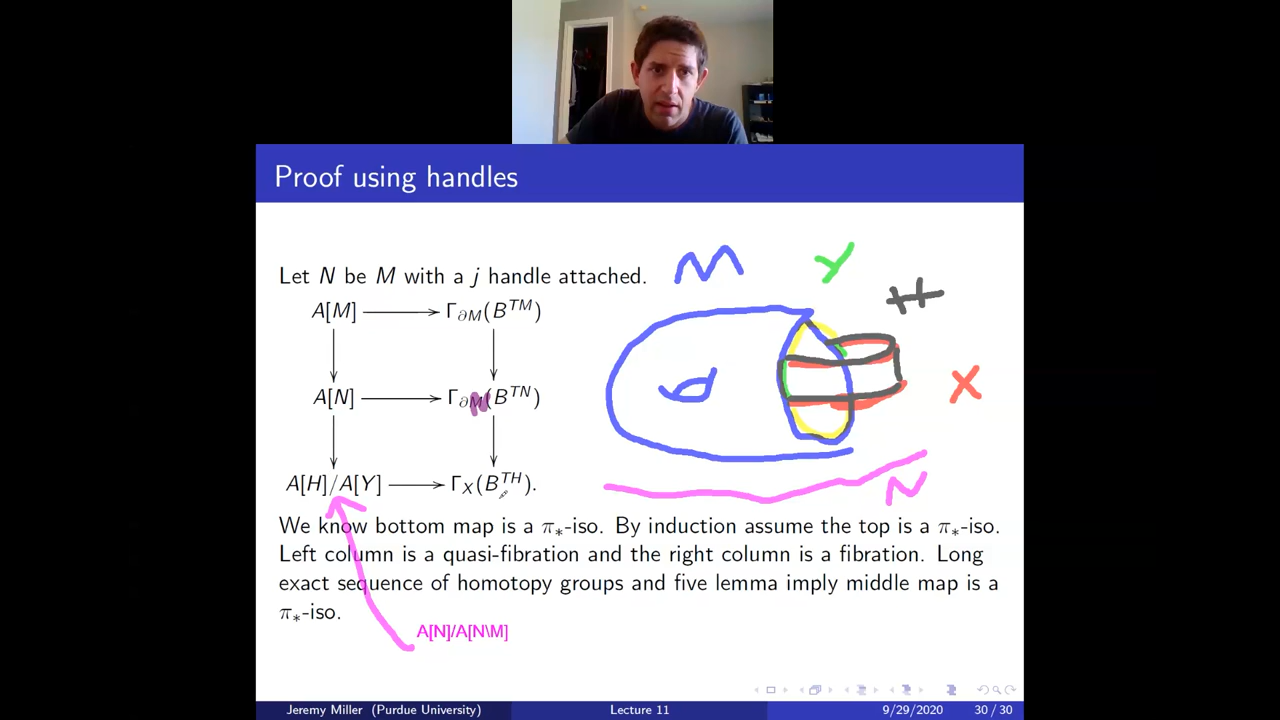 Proof using handles
Let N be M with a j handle attached.
A[M] Γ∂M(B^TM)
A[N] Γ∂N(B^TN)
A[H]/A[Y] ΓX(B^TH).
M
Y
H
X
N
We know bottom map is a π*-iso. By induction assume the top is a π*-iso.
Left column is a quasi-fibration and the right column is a fibration. Long
exact sequence of homotopy groups and five lemma imply middle map is a
π*-iso.
A[N]/A[N\M]
Jeremy Miller (Purdue University) Lecture 11 9/29/2020 30 / 30